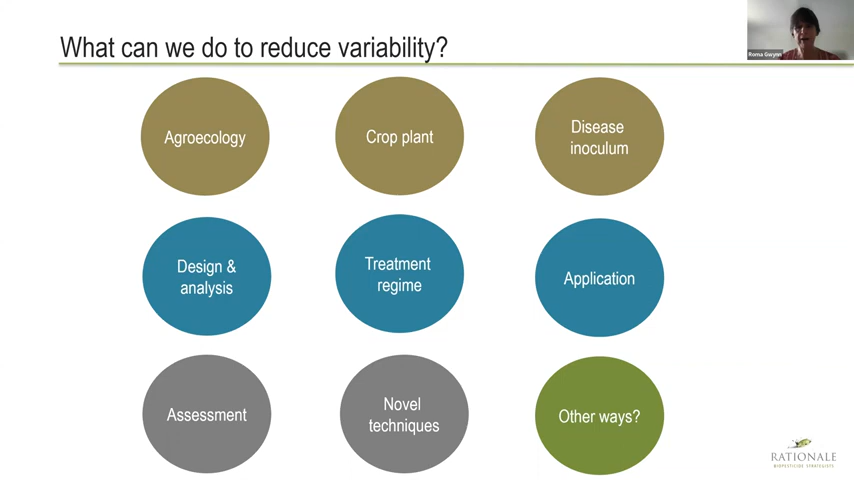 What can we do to reduce variability?
Roma Gwynn
Agroecology
Crop plant
Disease
inoculum
Design &
analysis
Treatment
regime
Application
Assessment
Novel
techniques
Other ways?
RATIONALE
BIOPESTICIDE STRATEGISTS